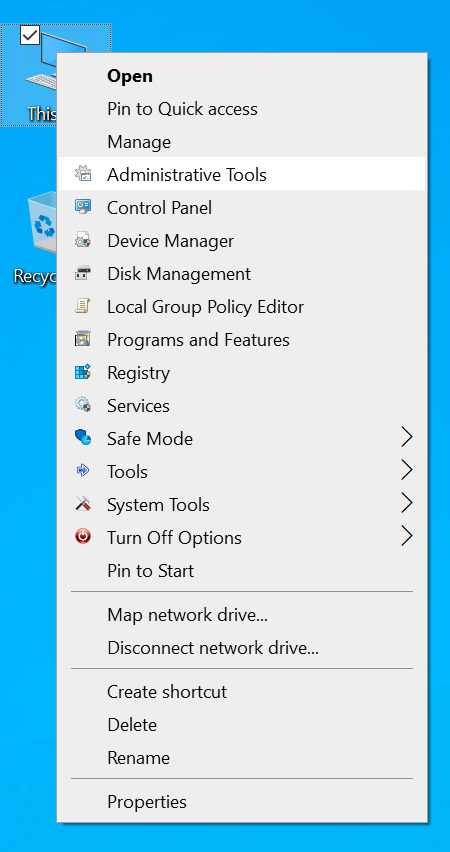 This
Open
Pin to Quick access
Manage
Administrative Tools
Control Panel
Device Manager
Recyc
Disk Management
Local Group Policy Editor
Programs and Features
Registry
Services
Safe Mode
Tools
System Tools
Turn Off Options
Pin to Start
Map network drive...
Disconnect network drive...
Create shortcut
Delete
Rename
Properties